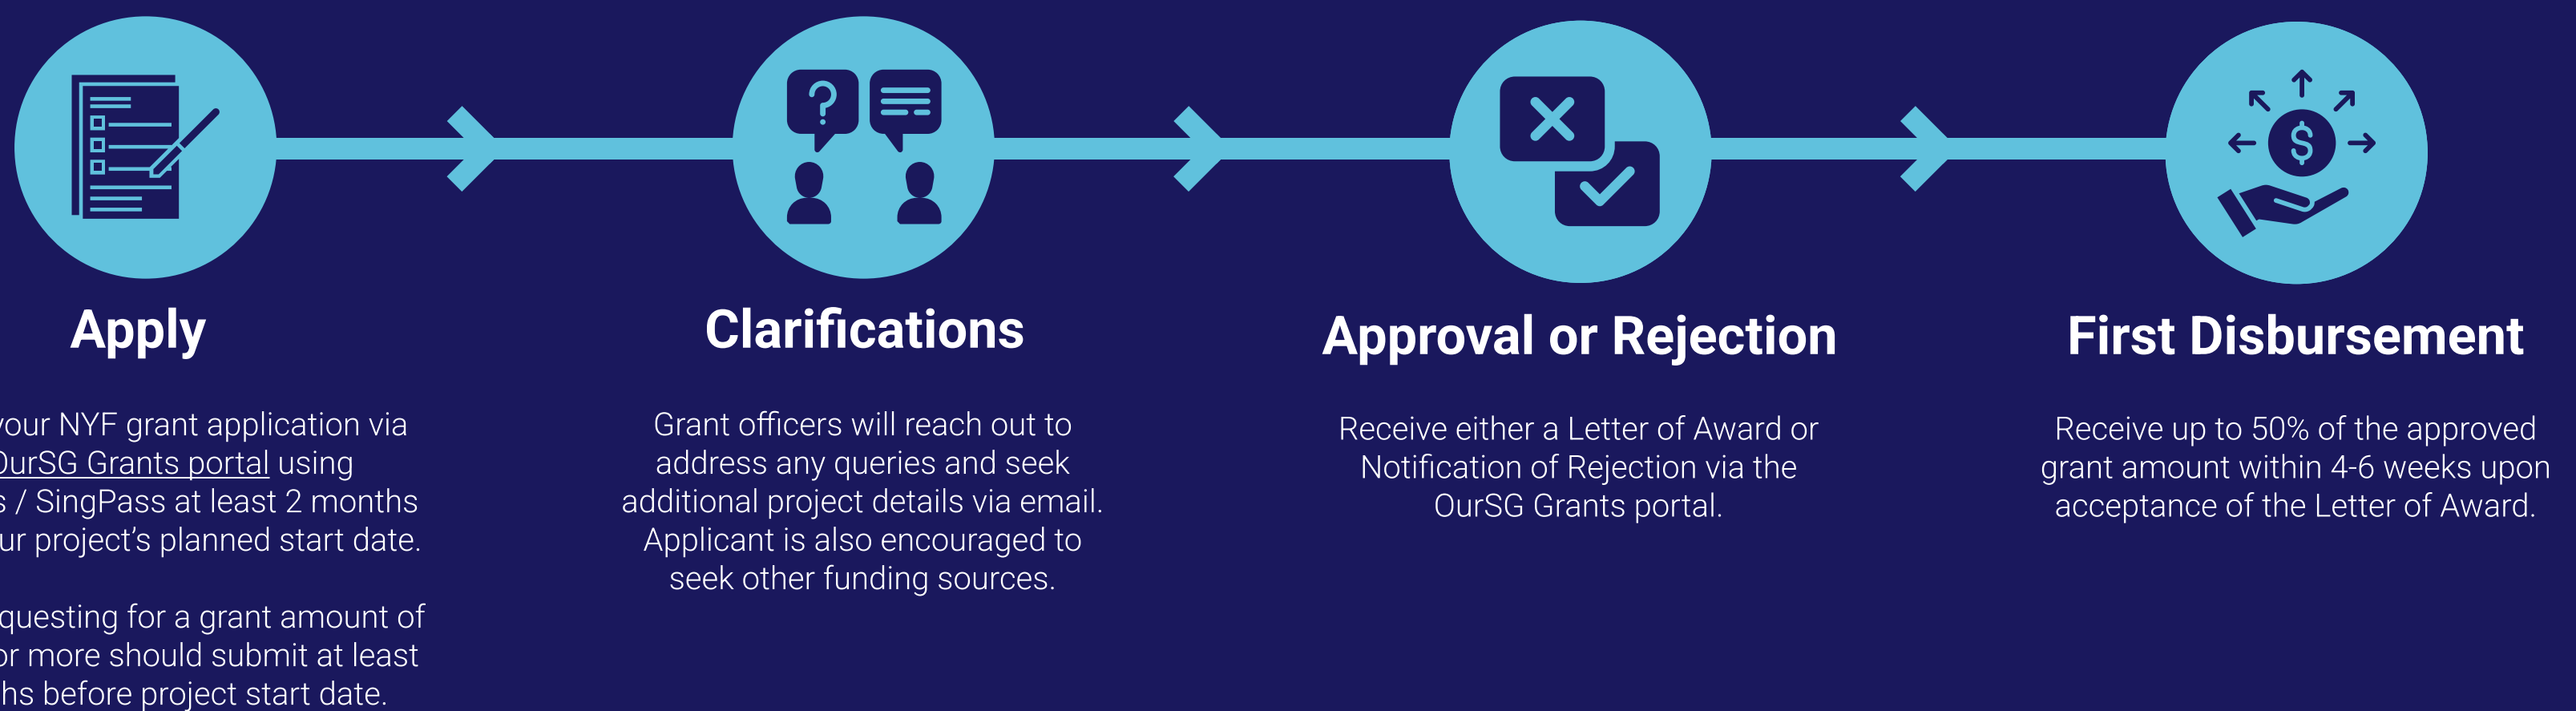 Apply
your NYF grant application via
OurSG Grants portal using
/ SingPass at least 2 months
project's planned start date.
for a grant amount of
or more should submit at least
before project start date.
Clarifications
Grant officers will reach out to
address any queries and seek
additional project details via email.
Applicant is also encouraged to
seek other funding sources.
Approval or Rejection
Receive either a Letter of Award or
Notification of Rejection via the
OurSG Grants portal.
First Disbursement
Receive up to 50% of the approved
grant amount within 4-6 weeks upon
acceptance of the Letter of Award.